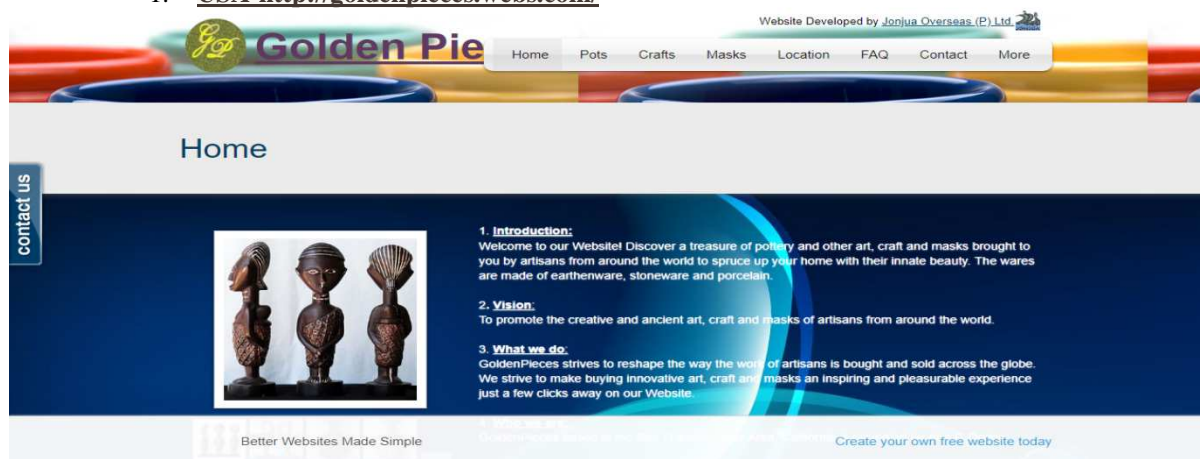 1. USA-http://goldenpieces.webs.com/
Website Developed by Jonjua Overseas (P) Ltd.
GP
Golden Pie
Home Pots Crafts Masks Location FAQ Contact More
Home
contact us
1. Introduction:
Welcome to our Website! Discover a treasure of pottery and other art, craft and masks brought to
you by artisans from around the world to spruce up your home with their innate beauty. The wares
are made of earthenware, stoneware and porcelain.
2. Vision:
To promote the creative and ancient art, craft and masks of artisans from around the world.
3. What we do:
GoldenPieces strives to reshape the way the work of artisans is bought and sold across the globe.
We strive to make buying innovative art, craft and masks an inspiring and pleasurable experience
just a few clicks away on our Website.
Better Websites Made Simple
Create your own free website today